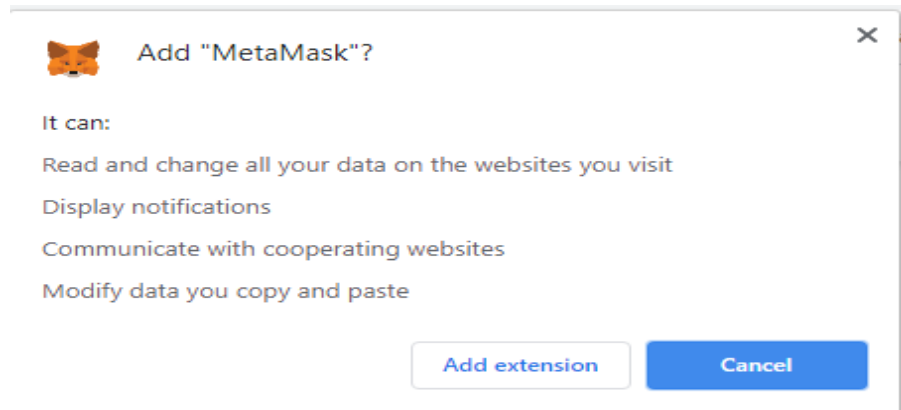 Add "MetaMask"?
It can:
Read and change all your data on the websites you visit
Display notifications
Communicate with cooperating websites
Modify data you copy and paste
Add extension
Cancel